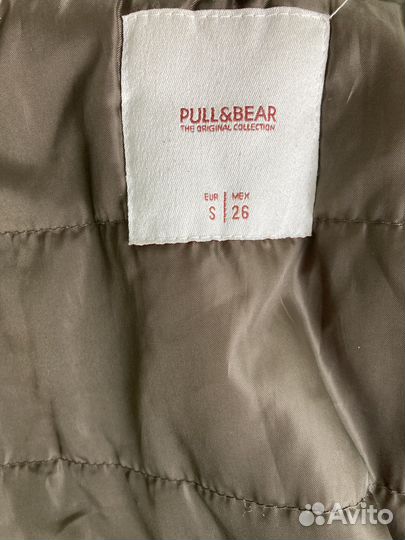 PULL&BEAR
THE ORIGINAL COLLECTION
EUR | MEX
S | 26
Avito